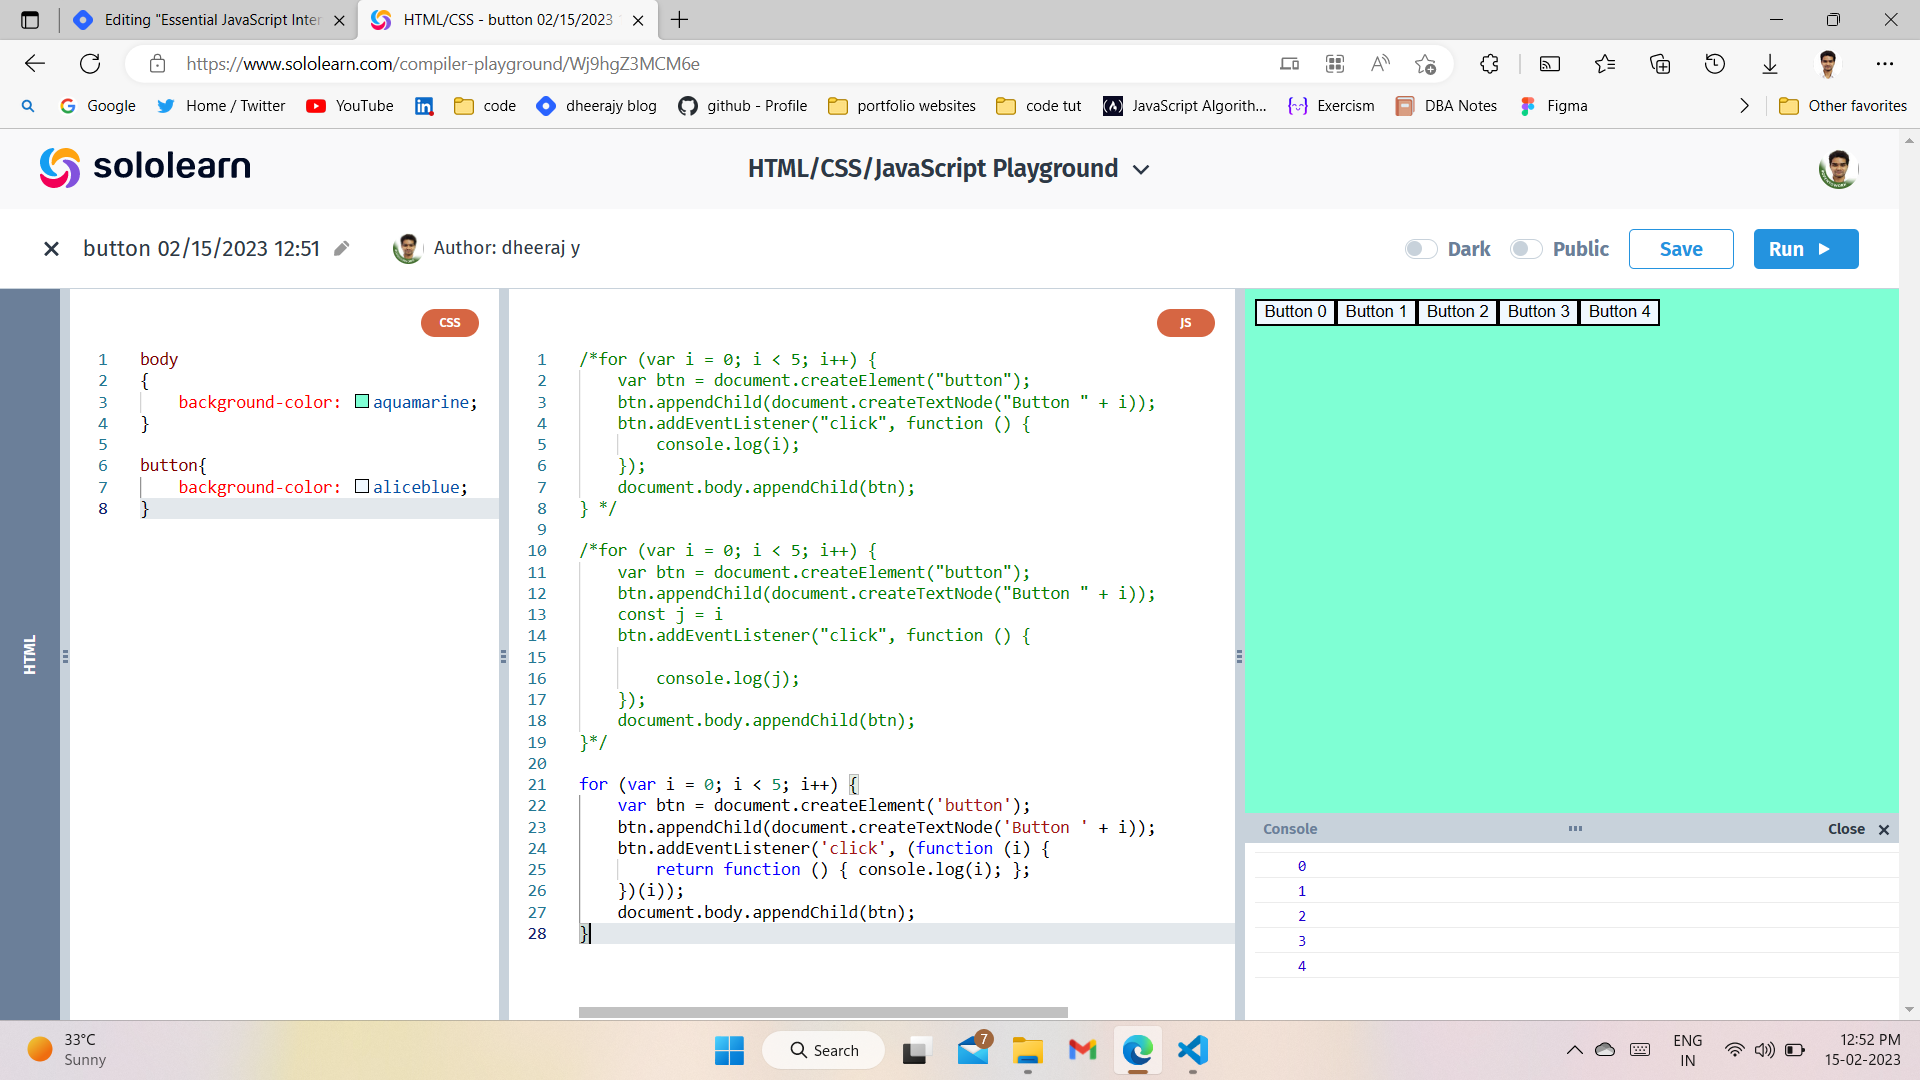 Editing "Essential JavaScript Inter
HTML/CSS - button 02/15/2023
https://www.sololearn.com/compiler-playground/Wj9hgZ3MCM6e
Google
Home / Twitter
YouTube
code
dheerajy blog
github - Profile
portfolio websites
code tut
JavaScript Algorith...
Exercism
DBA Notes
Figma
Other favorites
sololearn
HTML/CSS/JavaScript Playground
button 02/15/2023 12:51
Author: dheeraj y
Dark
Public
Save
Run
HTML
CSS
1 body
2 {
3 background-color: aquamarine;
4 }
5
6 button{
7 background-color: aliceblue;
8 }
JS
1 /*for (var i = 0; i < 5; i++) {
2 var btn = document.createElement("button");
3 btn.appendChild(document.createTextNode("Button " + i));
4 btn.addEventListener("click", function () {
5 console.log(i);
6 });
7 document.body.appendChild(btn);
8 } */
9
10 /*for (var i = 0; i < 5; i++) {
11 var btn = document.createElement("button");
12 btn.appendChild(document.createTextNode("Button " + i));
13 const j = i
14 btn.addEventListener("click", function () {
15
16 console.log(j);
17 });
18 document.body.appendChild(btn);
19 }*/
20
21 for (var i = 0; i < 5; i++) {
22 var btn = document.createElement('button');
23 btn.appendChild(document.createTextNode('Button ' + i));
24 btn.addEventListener('click', (function (i) {
25 return function () { console.log(i); };
26 })(i));
27 document.body.appendChild(btn);
28 }
Button 0 Button 1 Button 2 Button 3 Button 4
Console
Close
0
1
2
3
4
33°C
Sunny
Search
7
ENG
IN
12:52 PM
15-02-2023